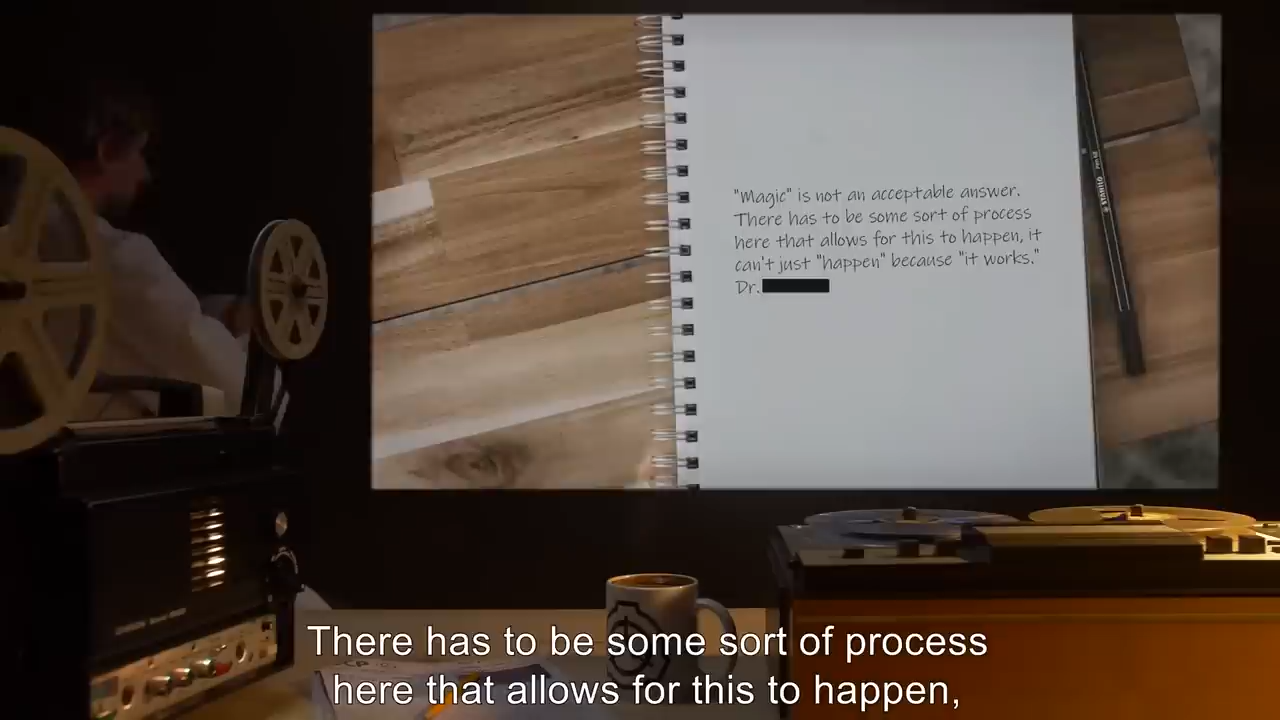 "Magic" is not an acceptable answer.
There has to be some sort of process
here that allows for this to happen, it
can't just "happen" because "it works."
Dr.
STABILO
There has to be some sort of process
here that allows for this to happen,